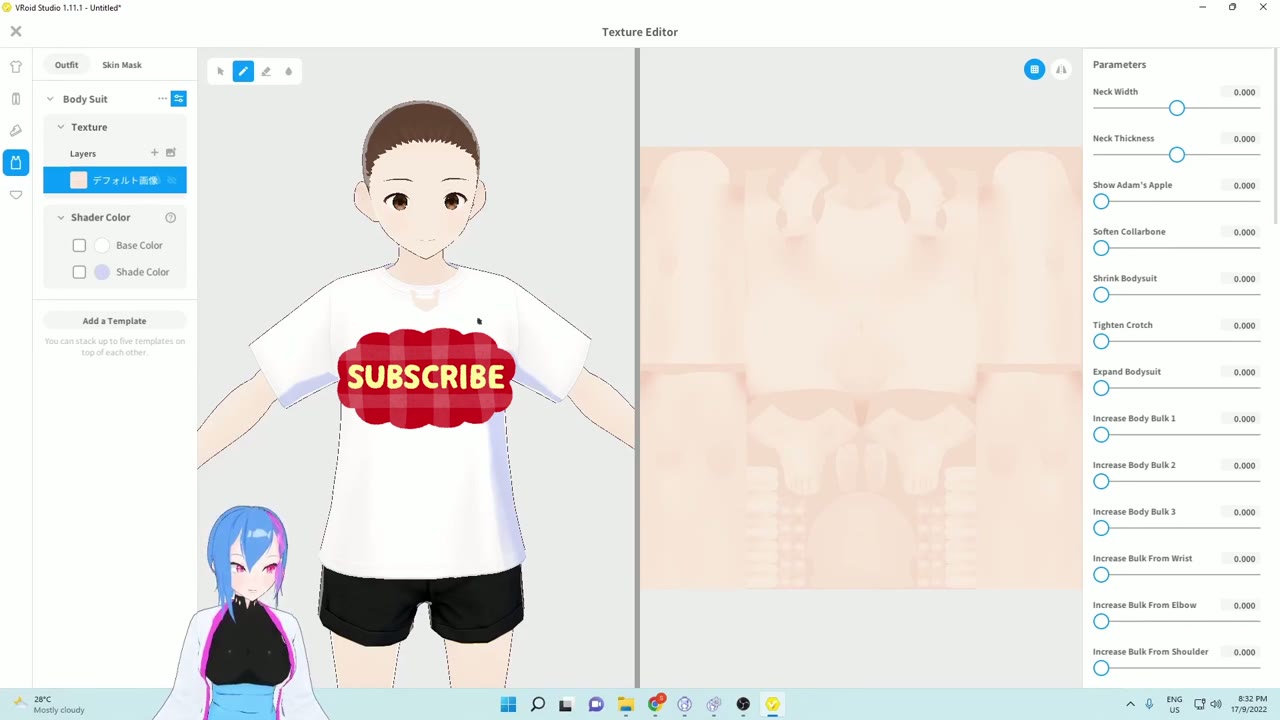 VRoid Studio 1.11.1 - Untitled*
Texture Editor
Outfit
Skin Mask
Body Suit
Texture
Layers
デフォルト画像
Shader Color
Base Color
Shade Color
Add a Template
You can stack up to live templates on
top of each other.
SUBSCRIBE
Parameters
Neck Width 0.000
Neck Thickness 0.000
Show Adam's Apple 0.000
Soften Collarbone 0.000
Shrink Bodysuit 0.000
Tighten Crotch 0.000
Expand Bodysuit 0.000
Increase Body Bulk 1 0.000
Increase Body Bulk 2 0.000
Increase Body Bulk 3 0.000
Increase Bulk From Wrist 0.000
Increase Bulk From Elbow 0.000
Increase Bulk From Shoulder 0.000
28°C
Mostly cloudy
ENG
US
8:32 PM
17/9/2022